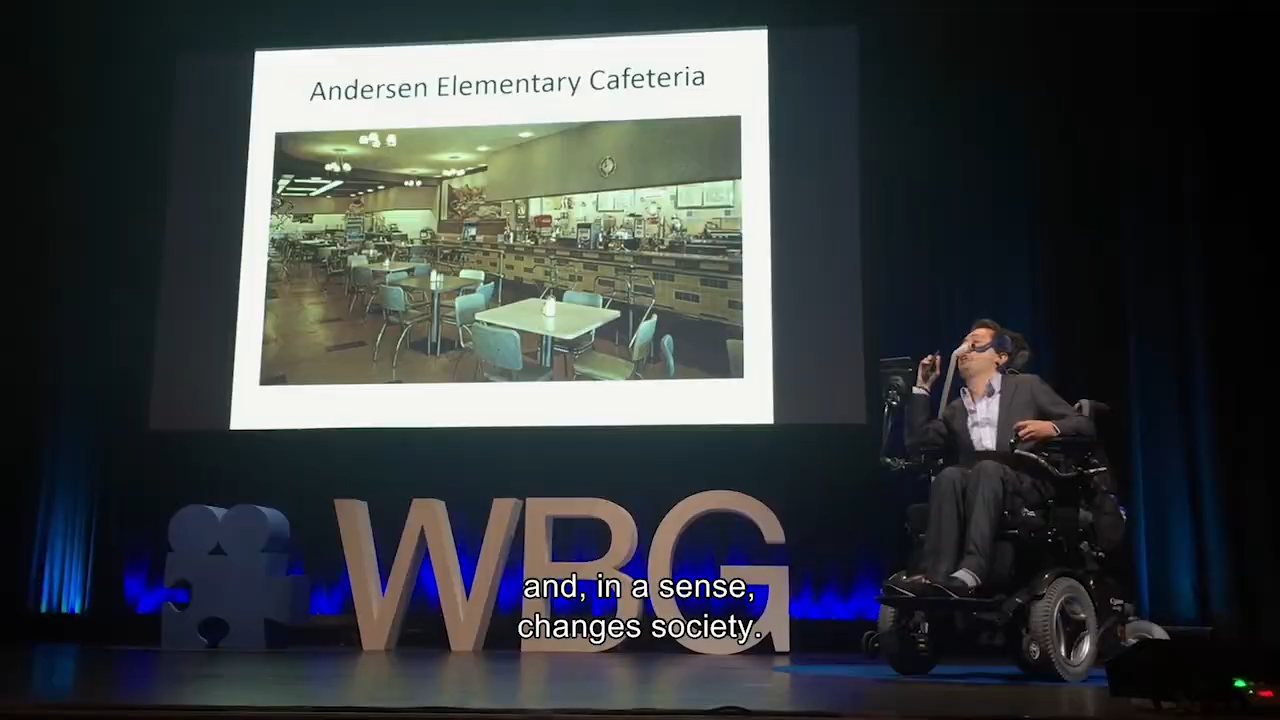 Andersen Elementary Cafeteria
WBG
and, in a sense,
changes society.